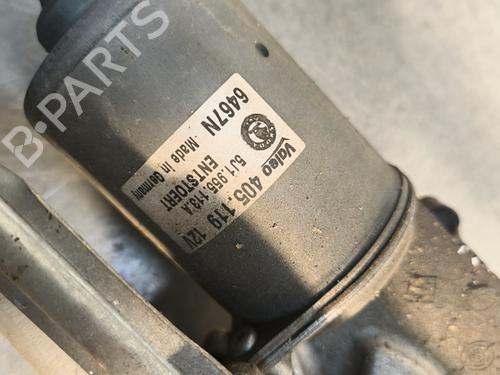 Valeo 405.119 12V
5J1.955.113.A
ENTSTOERT
6467N Made in Germany
B-PARTS